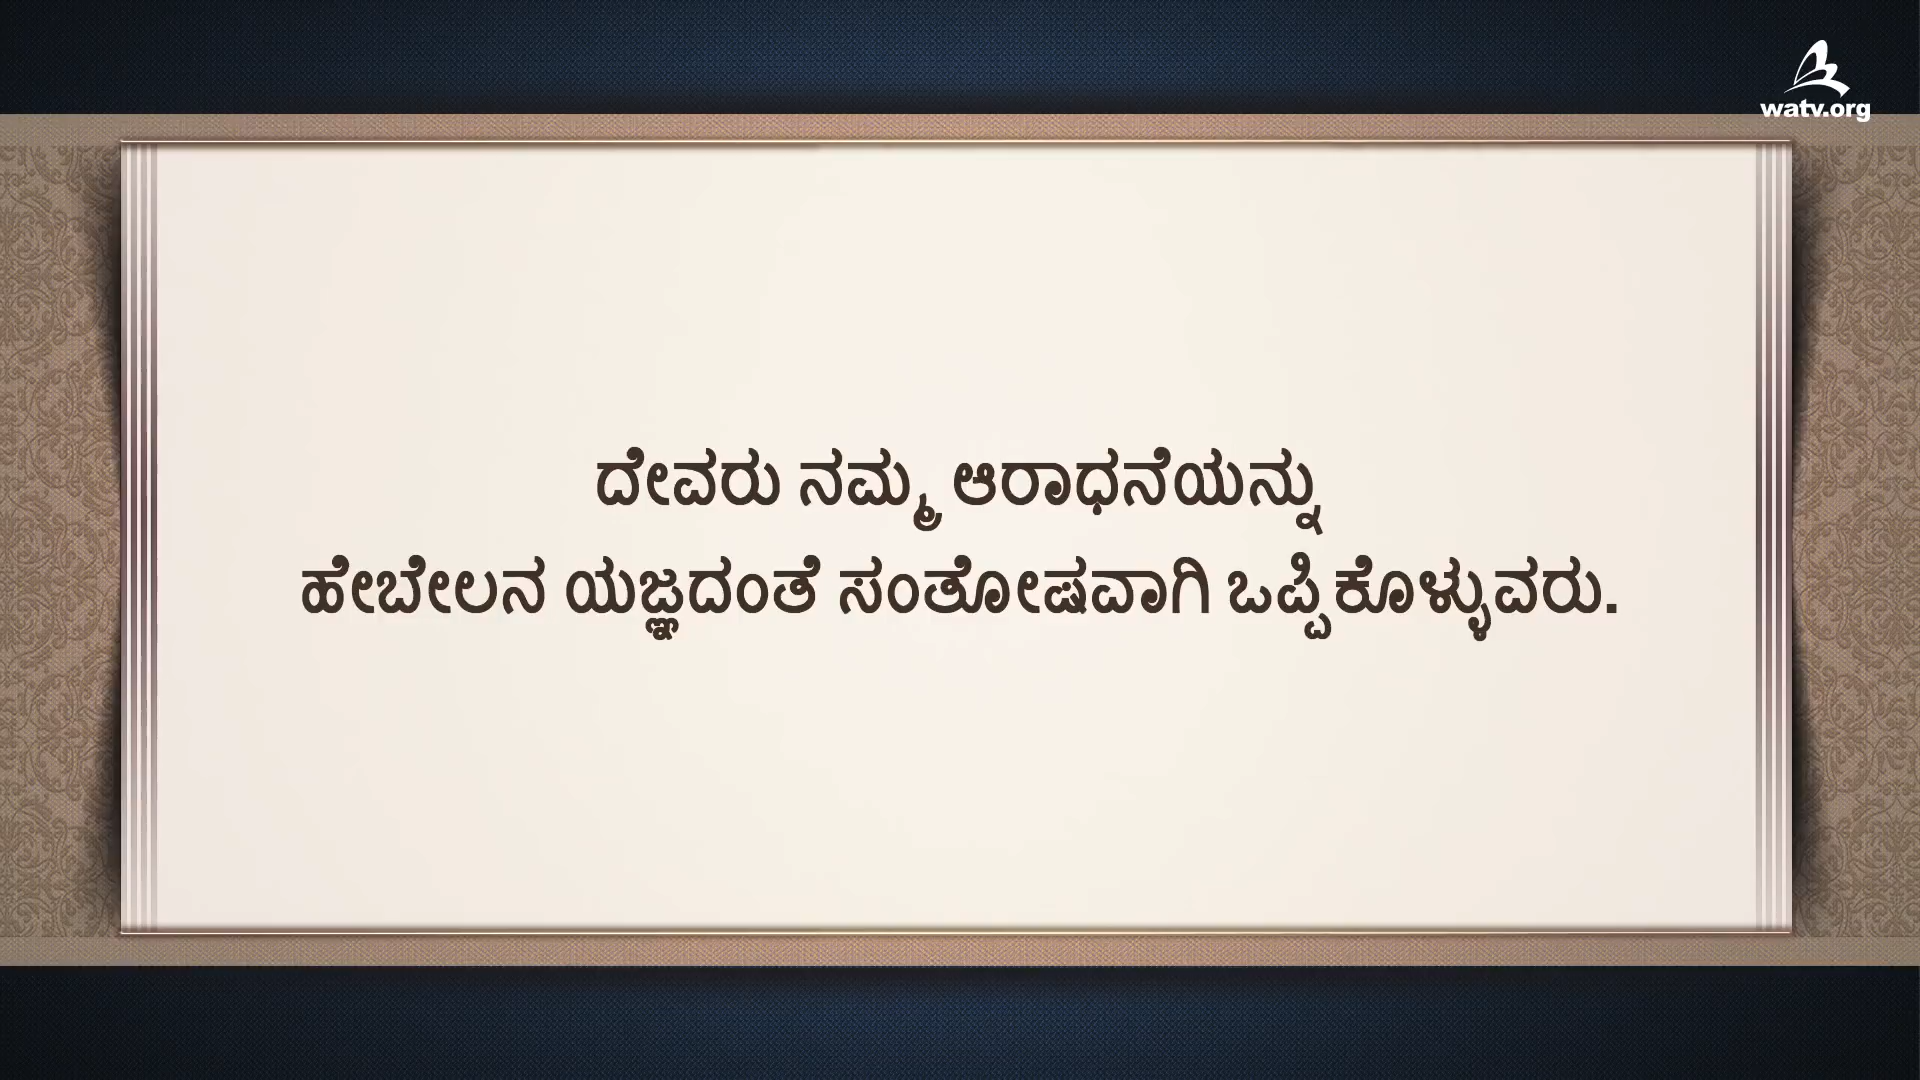 watv.org
ದೇವರು ನಮ್ಮ ಆರಾಧನೆಯನ್ನು
ಹೇಬೇಲನ ಯಜ್ಞದಂತೆ ಸಂತೋಷವಾಗಿ ಒಪ್ಪಿಕೊಳ್ಳುವರು.